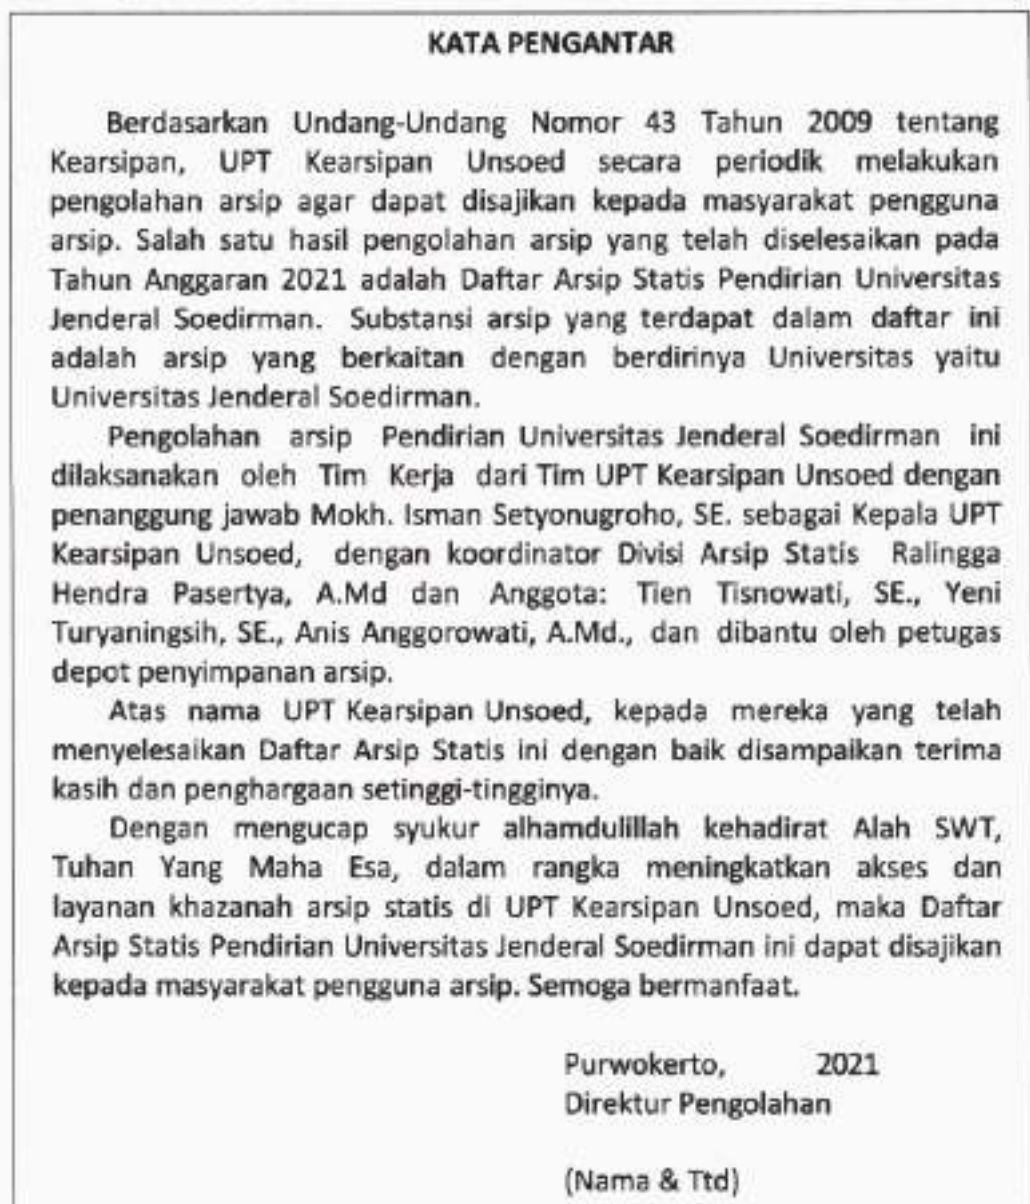 KATA PENGANTAR
Berdasarkan Undang-Undang Nomor 43 Tahun 2009 tentang
Kearsipan, UPT Kearsipan Unsoed secara periodik melakukan
pengolahan arsip agar dapat disajikan kepada masyarakat pengguna
arsip. Salah satu hasil pengolahan arsip yang telah diselesaikan pada
Tahun Anggaran 2021 adalah Daftar Arsip Statis Pendirian Universitas
Jenderal Soedirman. Substansi arsip yang terdapat dalam daftar ini
adalah arsip yang berkaitan dengan berdirinya Universitas yaitu
Universitas Jenderal Soedirman.
Pengolahan arsip Pendirian Universitas Jenderal Soedirman ini
dilaksanakan oleh Tim Kerja dari Tim UPT Kearsipan Unsoed dengan
penanggung jawab Mokh. Isman Setyonugroho, SE. sebagai Kepala UPT
Kearsipan Unsoed, dengan koordinator Divisi Arsip Statis Ralingga
Hendra Pasertya, A.Md dan Anggota: Tien Tisnowati, SE., Yeni
Turyaningsih, SE., Anis Anggorowati, A.Md., dan dibantu oleh petugas
depot penyimpanan arsip.
Atas nama UPT Kearsipan Unsoed, kepada mereka yang telah
menyelesaikan Daftar Arsip Statis ini dengan baik disampaikan terima
kasih dan penghargaan setinggi-tingginya.
Dengan mengucap syukur alhamdulillah kehadirat Alah SWT,
Tuhan Yang Maha Esa, dalam rangka meningkatkan akses dan
layanan khazanah arsip statis di UPT Kearsipan Unsoed, maka Daftar
Arsip Statis Pendirian Universitas Jenderal Soedirman ini dapat disajikan
kepada masyarakat pengguna arsip. Semoga bermanfaat.
Purwokerto, 2021
Direktur Pengolahan
(Nama & Ttd)